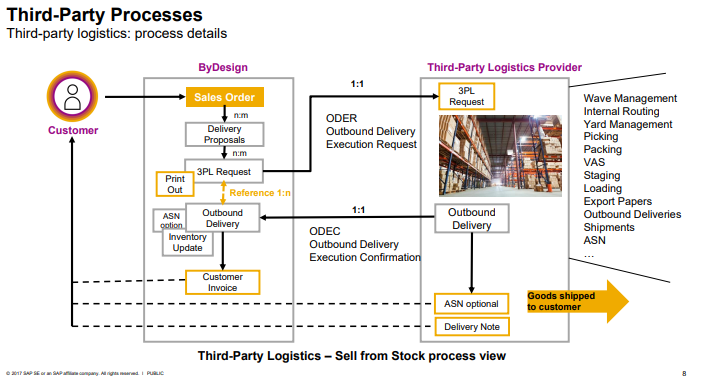 Third-Party Processes
Third-party logistics: process details
ByDesign
Third-Party Logistics Provider
Customer
Sales Order
n:m
Delivery
Proposals
n:m
3PL Request
Print
Out
Reference 1:n
ASN
option
Outbound
Delivery
Inventory
Update
Customer
Invoice
1:1
ODER
Outbound Delivery
Execution Request
1:1
ODEC
Outbound Delivery
Execution Confirmation
3PL
Request
Outbound
Delivery
ASN optional
Delivery Note
Wave Management
Internal Routing
Yard Management
Picking
Packing
VAS
Staging
Loading
Export Papers
Outbound Deliveries
Shipments
ASN
…
Goods shipped
to customer
Third-Party Logistics – Sell from Stock process view
© 2017 SAP SE or an SAP affiliate company. All rights reserved. ǀ PUBLIC
8